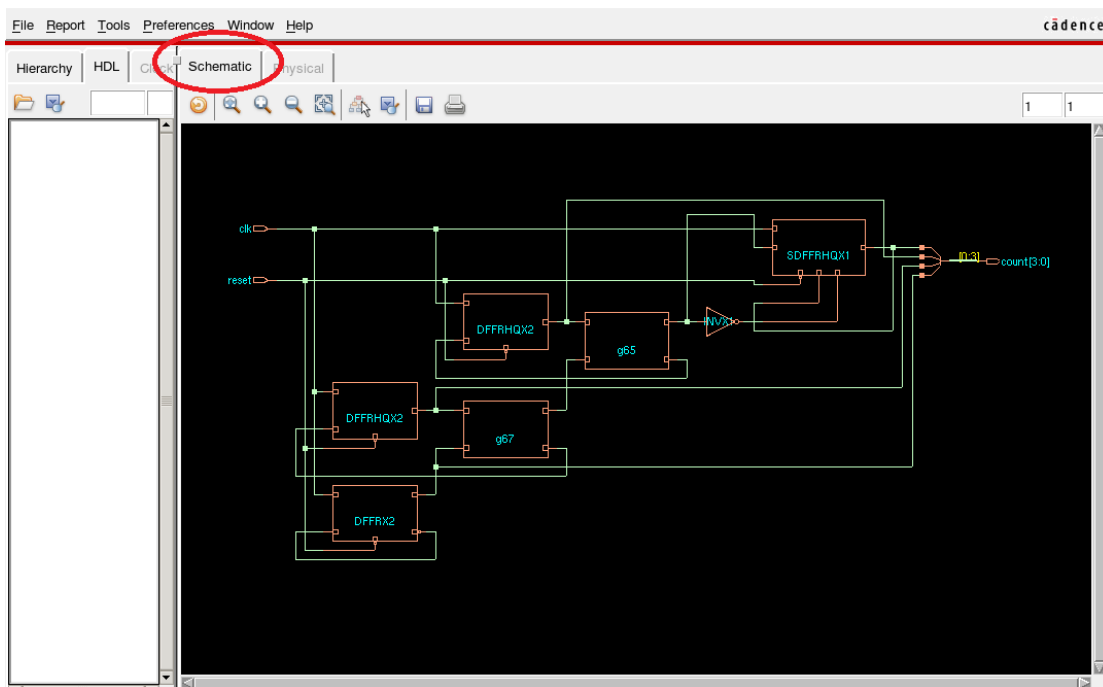 File Report Tools Preferences Window Help cādence
Hierarchy HDL Clock Schematic Physical
1 1
clk
SDFFRHQX1
[0:3] count[3:0]
reset
INVX1
DFFRHQX2
g65
DFFRHQX2
g67
DFFRX2